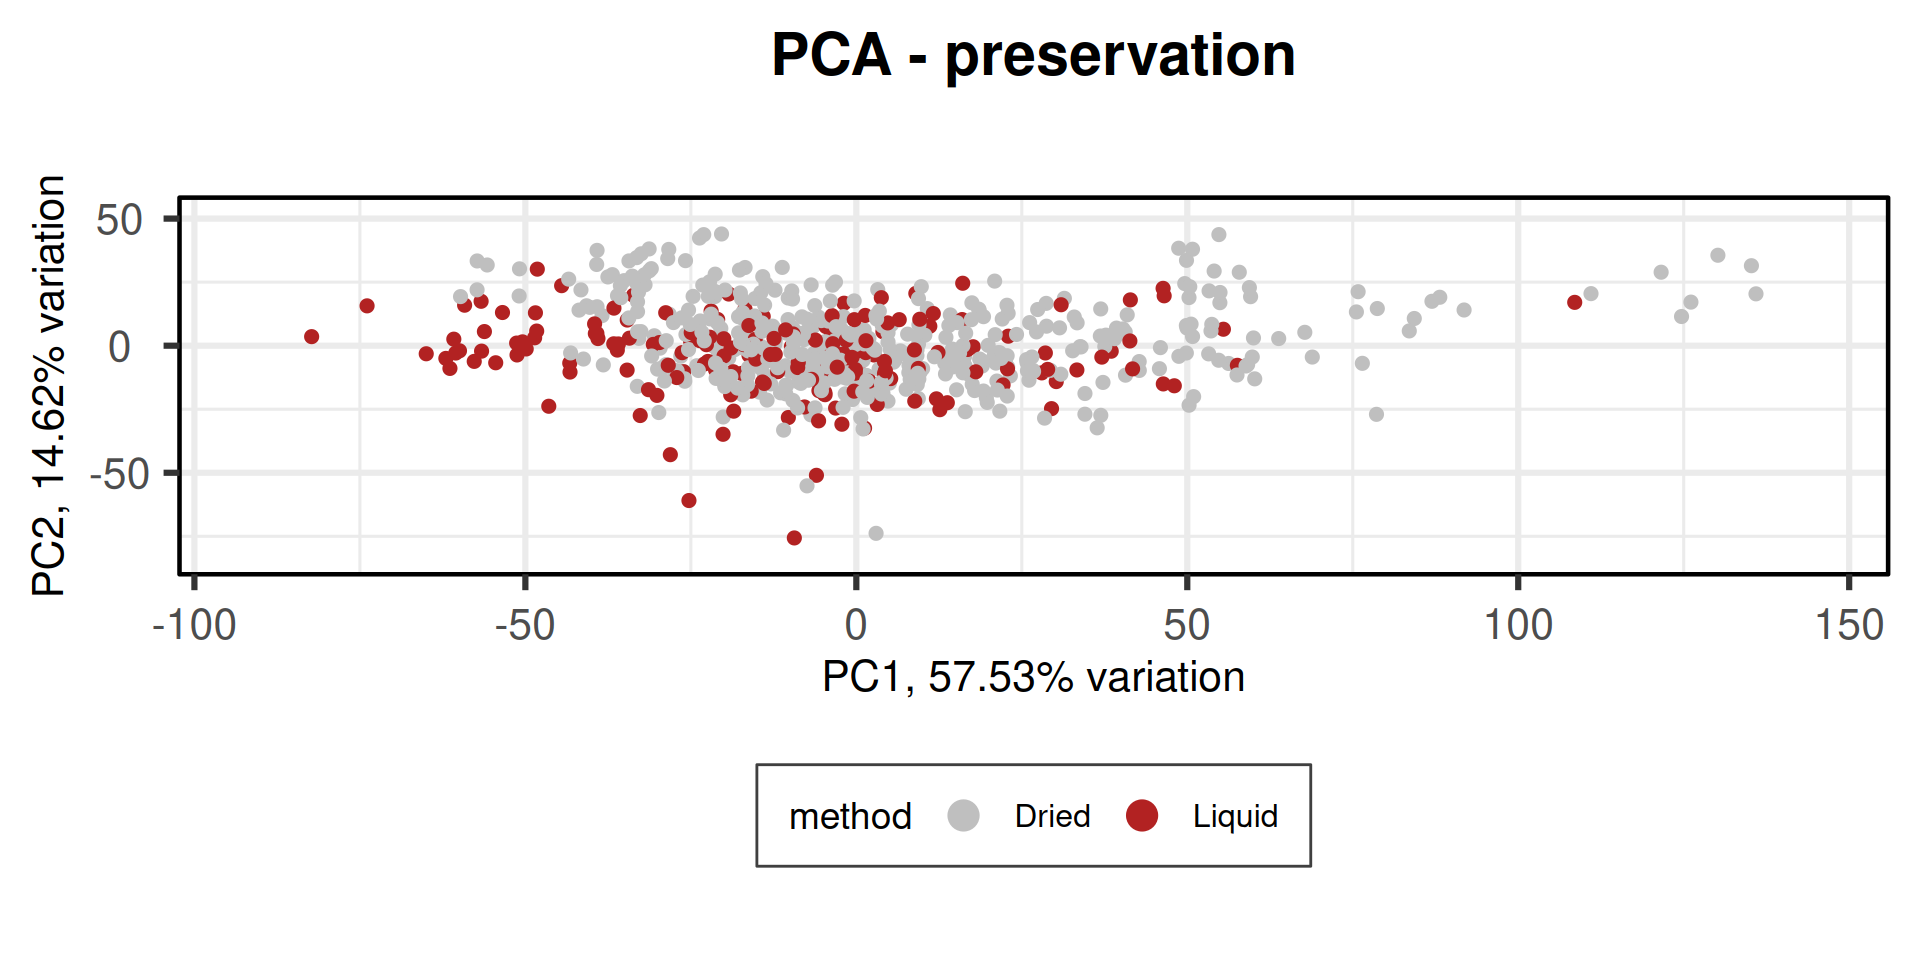 PCA - preservation
PC2, 14.62% variation
50
0
-50
-100 -50 0 50 100 150
PC1, 57.53% variation
method Dried Liquid